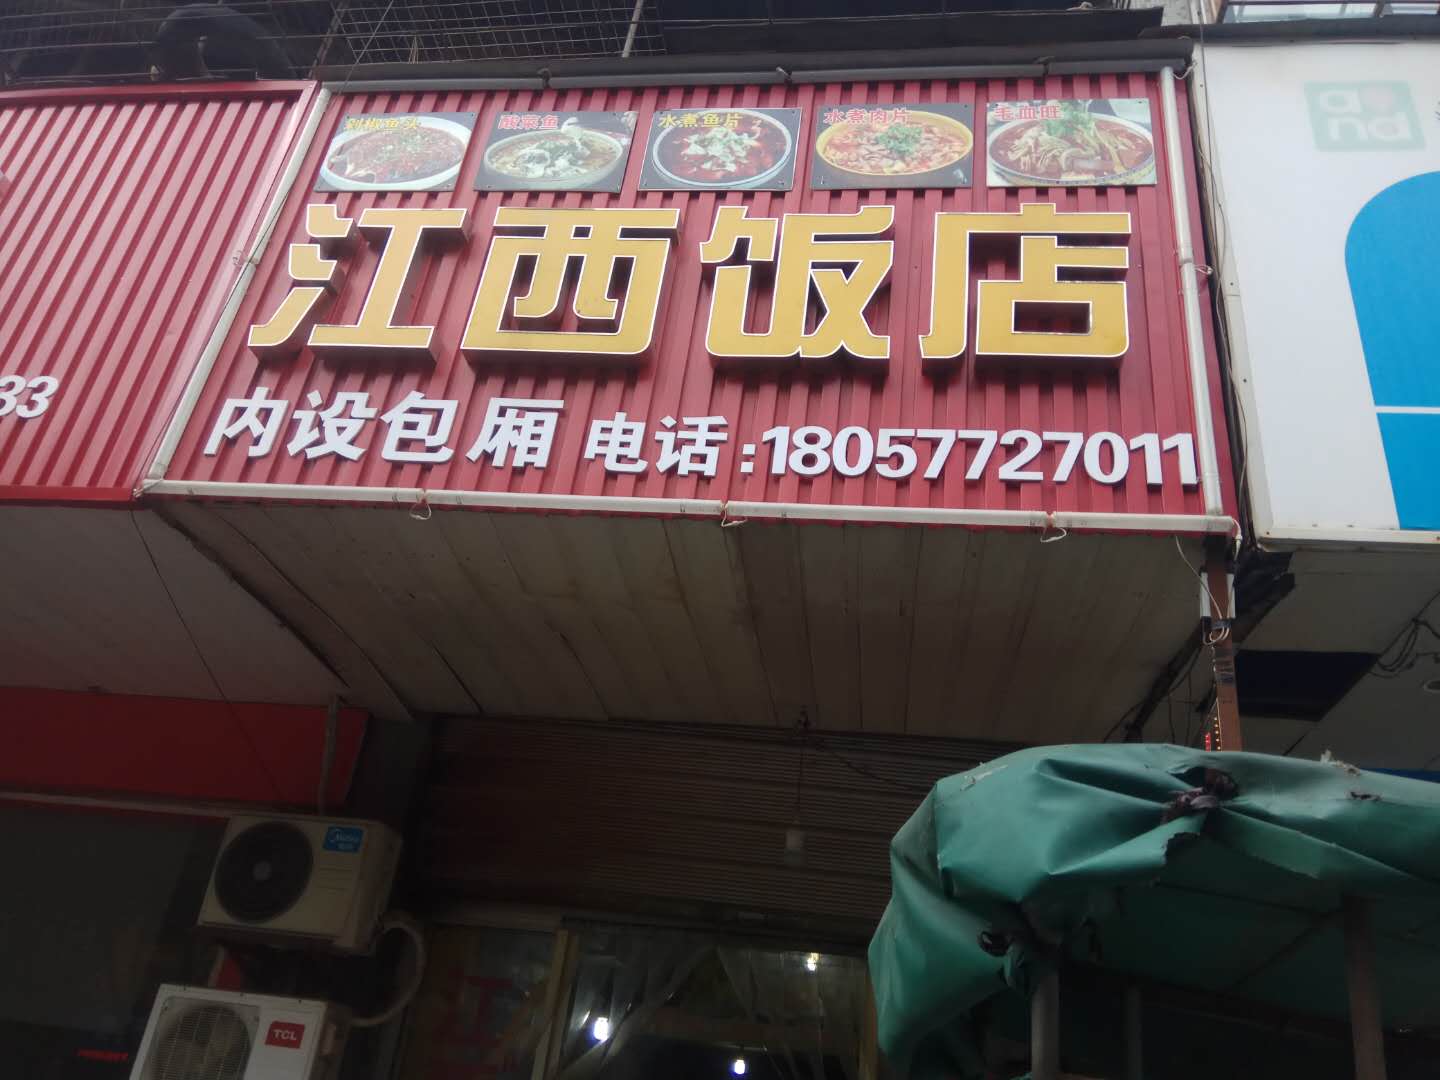 剁椒鱼头 酸菜鱼 水煮鱼片 水煮肉片 毛血旺
江西饭店
内设包厢 电话:18057727011
33
Midea
TCL